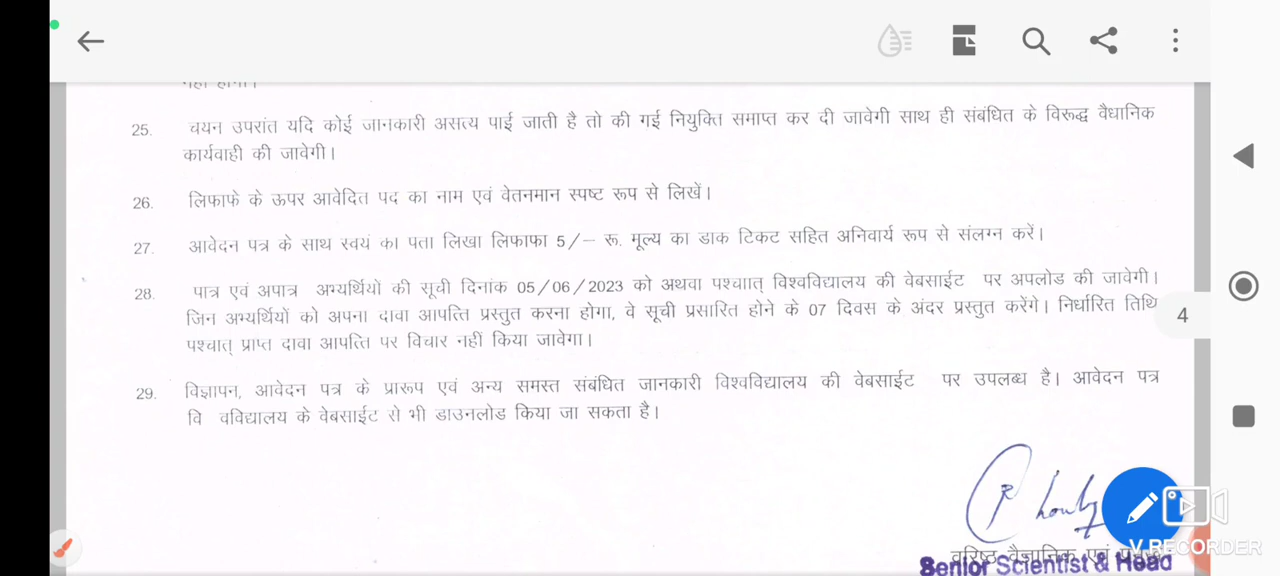 नहीं होगी।
25. चयन उपरांत यदि कोई जानकारी असत्य पाई जाती है तो की गई नियुक्ति समाप्त कर दी जावेगी साथ ही संबंधित के विरूद्ध वैधानिक
कार्यवाही की जावेगी।
26. लिफाफे के ऊपर आवेदित पद का नाम एवं वेतनमान स्पष्ट रूप से लिखें।
27. आवेदन पत्र के साथ स्वयं का पता लिखा लिफाफा 5/– रू. मूल्य का डाक टिकट सहित अनिवार्य रूप से संलग्न करें।
28. पात्र एवं अपात्र अभ्यर्थियों की सूची दिनांक 05/06/2023 को अथवा पश्चाात् विश्वविद्यालय की वेबसाईट पर अपलोड की जावेगी।
जिन अभ्यर्थियों को अपना दावा आपत्ति प्रस्तुत करना होगा, वे सूची प्रसारित होने के 07 दिवस के अंदर प्रस्तुत करेंगे। निर्धारित तिथि
4
पश्चात् प्राप्त दावा आपत्ति पर विचार नहीं किया जावेगा।
29. विज्ञापन, आवेदन पत्र के प्रारूप एवं अन्य समस्त संबंधित जानकारी विश्वविद्यालय की वेबसाईट पर उपलब्ध है। आवेदन पत्र
वि वविद्यालय के वेबसाईट से भी डाउनलोड किया जा सकता है।
V.RECORDER
वरिष्ठ वैज्ञानिक एवं
Senior Scientist & Head